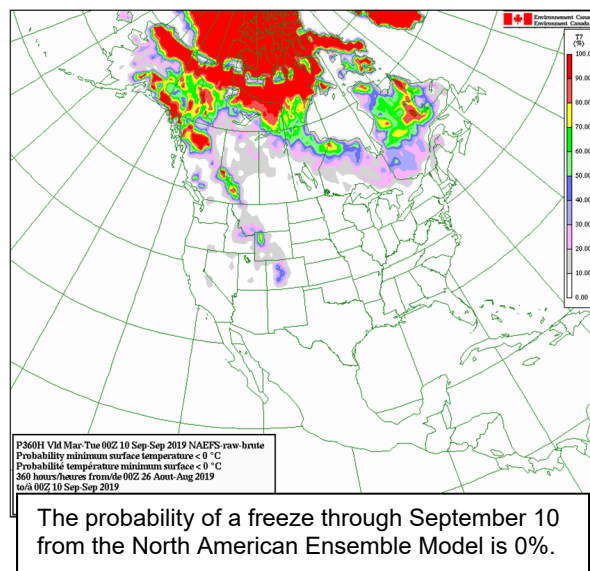 Environnement Canada
Environment Canada
T7
(%)
100.0
90.00
80.00
70.00
60.00
50.00
40.00
30.00
20.00
10.00
0.00
P360H Vld Mar-Tue 00Z 10 Sep-Sep 2019 NAEFS-raw-brute
Probability minimum surface temperature < 0 °C
Probabilité température minimum surface < 0 °C
360 hours/heures from/de 00Z 26 Aout-Aug 2019
to/à 00Z 10 Sep-Sep 2019
The probability of a freeze through September 10
from the North American Ensemble Model is 0%.